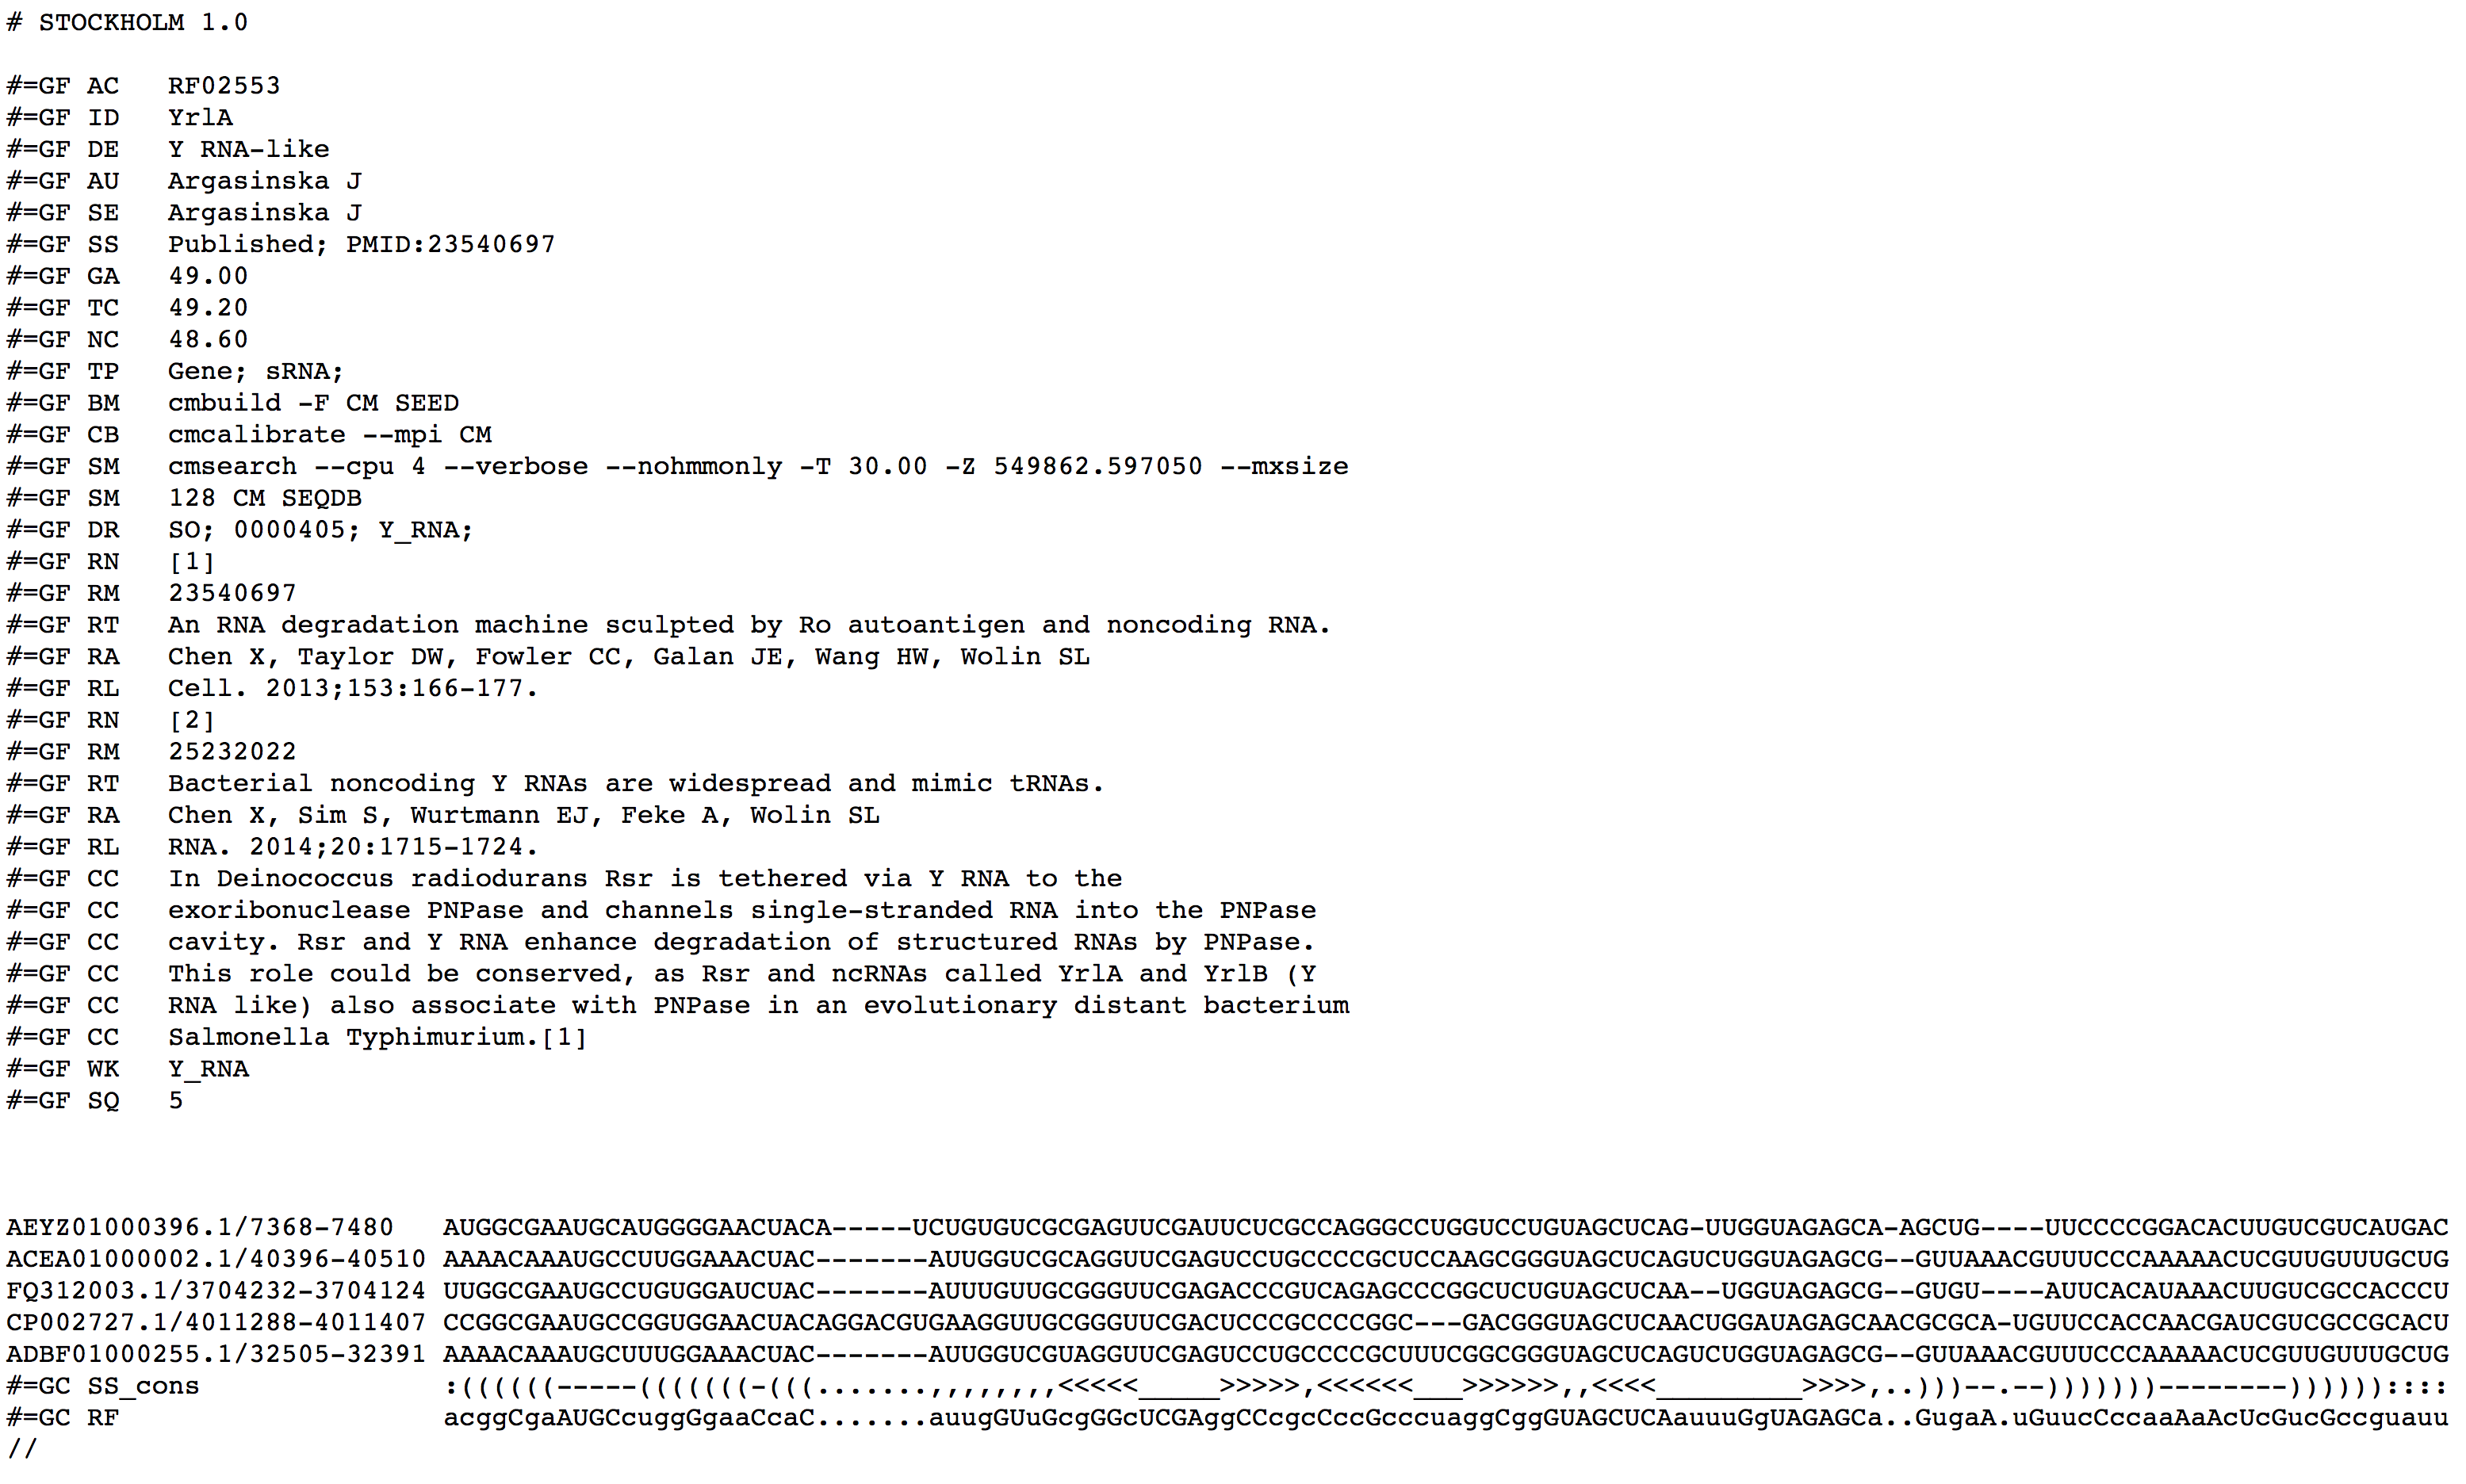 # STOCKHOLM 1.0
#=GF AC   RF02553
#=GF ID   YrlA
#=GF DE   Y RNA-like
#=GF AU   Argasinska J
#=GF SE   Argasinska J
#=GF SS   Published; PMID:23540697
#=GF GA   49.00
#=GF TC   49.20
#=GF NC   48.60
#=GF TP   Gene; sRNA;
#=GF BM   cmbuild -F CM SEED
#=GF CB   cmcalibrate --mpi CM
#=GF SM   cmsearch --cpu 4 --verbose --nohmmonly -T 30.00 -Z 549862.597050 --mxsize
#=GF SM   128 CM SEQDB
#=GF DR   SO; 0000405; Y_RNA;
#=GF RN   [1]
#=GF RM   23540697
#=GF RT   An RNA degradation machine sculpted by Ro autoantigen and noncoding RNA.
#=GF RA   Chen X, Taylor DW, Fowler CC, Galan JE, Wang HW, Wolin SL
#=GF RL   Cell. 2013;153:166-177.
#=GF RN   [2]
#=GF RM   25232022
#=GF RT   Bacterial noncoding Y RNAs are widespread and mimic tRNAs.
#=GF RA   Chen X, Sim S, Wurtmann EJ, Feke A, Wolin SL
#=GF RL   RNA. 2014;20:1715-1724.
#=GF CC   In Deinococcus radiodurans Rsr is tethered via Y RNA to the
#=GF CC   exoribonuclease PNPase and channels single-stranded RNA into the PNPase
#=GF CC   cavity. Rsr and Y RNA enhance degradation of structured RNAs by PNPase.
#=GF CC   This role could be conserved, as Rsr and ncRNAs called YrlA and YrlB (Y
#=GF CC   RNA like) also associate with PNPase in an evolutionary distant bacterium
#=GF CC   Salmonella Typhimurium.[1]
#=GF WK   Y_RNA
#=GF SQ   5
AEYZ01000396.1/7368-7480   AUGGCGAAUGCAUGGGGAACUACA-----UCUGUGUCGCGAGUUCGAUUCUCGCCAGGGCCUGGUCCUGUAGCUCAG-UUGGUAGAGCA-AGCUG----UUCCCCGGACACUUGUCGUCAUGAC
ACEA01000002.1/40396-40510 AAAACAAAUGCCUUGGAAACUAC-------AUUGGUCGCAGGUUCGAGUCCUGCCCCGCUCCAAGCGGGUAGCUCAGUCUGGUAGAGCG--GUUAAACGUUUCCCAAAAACUCGUUGUUUGCUG
FQ312003.1/3704232-3704124 UUGGCGAAUGCCUGUGGAUCUAC-------AUUUGUUGCGGGUUCGAGACCCGUCAGAGCCCGGCUCUGUAGCUCAA--UGGUAGAGCG--GUGU----AUUCACAUAAACUUGUCGCCACCCU
CP002727.1/4011288-4011407 CCGGCGAAUGCCGGUGGAACUACAGGACGUGAAGGUUGCGGGUUCGACUCCCGCCCCGGC---GACGGGUAGCUCAACUGGAUAGAGCAACGCGCA-UGUUCCACCAACGAUCGUCGCCGCACU
ADBF01000255.1/32505-32391 AAAACAAAUGCUUUGGAAACUAC-------AUUGGUCGUAGGUUCGAGUCCUGCCCCGCUUUCGGCGGGUAGCUCAGUCUGGUAGAGCG--GUUAAACGUUUCCCAAAAACUCGUUGUUUGCUG
#=GC SS_cons               :((((((-----(((((((-(((.......,,,,,,,,<<<<<_____>>>>>,<<<<<<___>>>>>>,,<<<<_________>>>>,..)))--.--)))))))--------))))))::::
#=GC RF                    acggCgaAUGCcuggGgaaCcaC.......auugGUuGcgGGcUCGAggCCcgcCccGcccuaggCggGUAGCUCAauuuGgUAGAGCa..GugaA.uGuucCccaaAaAcUcGucGccguauu
//